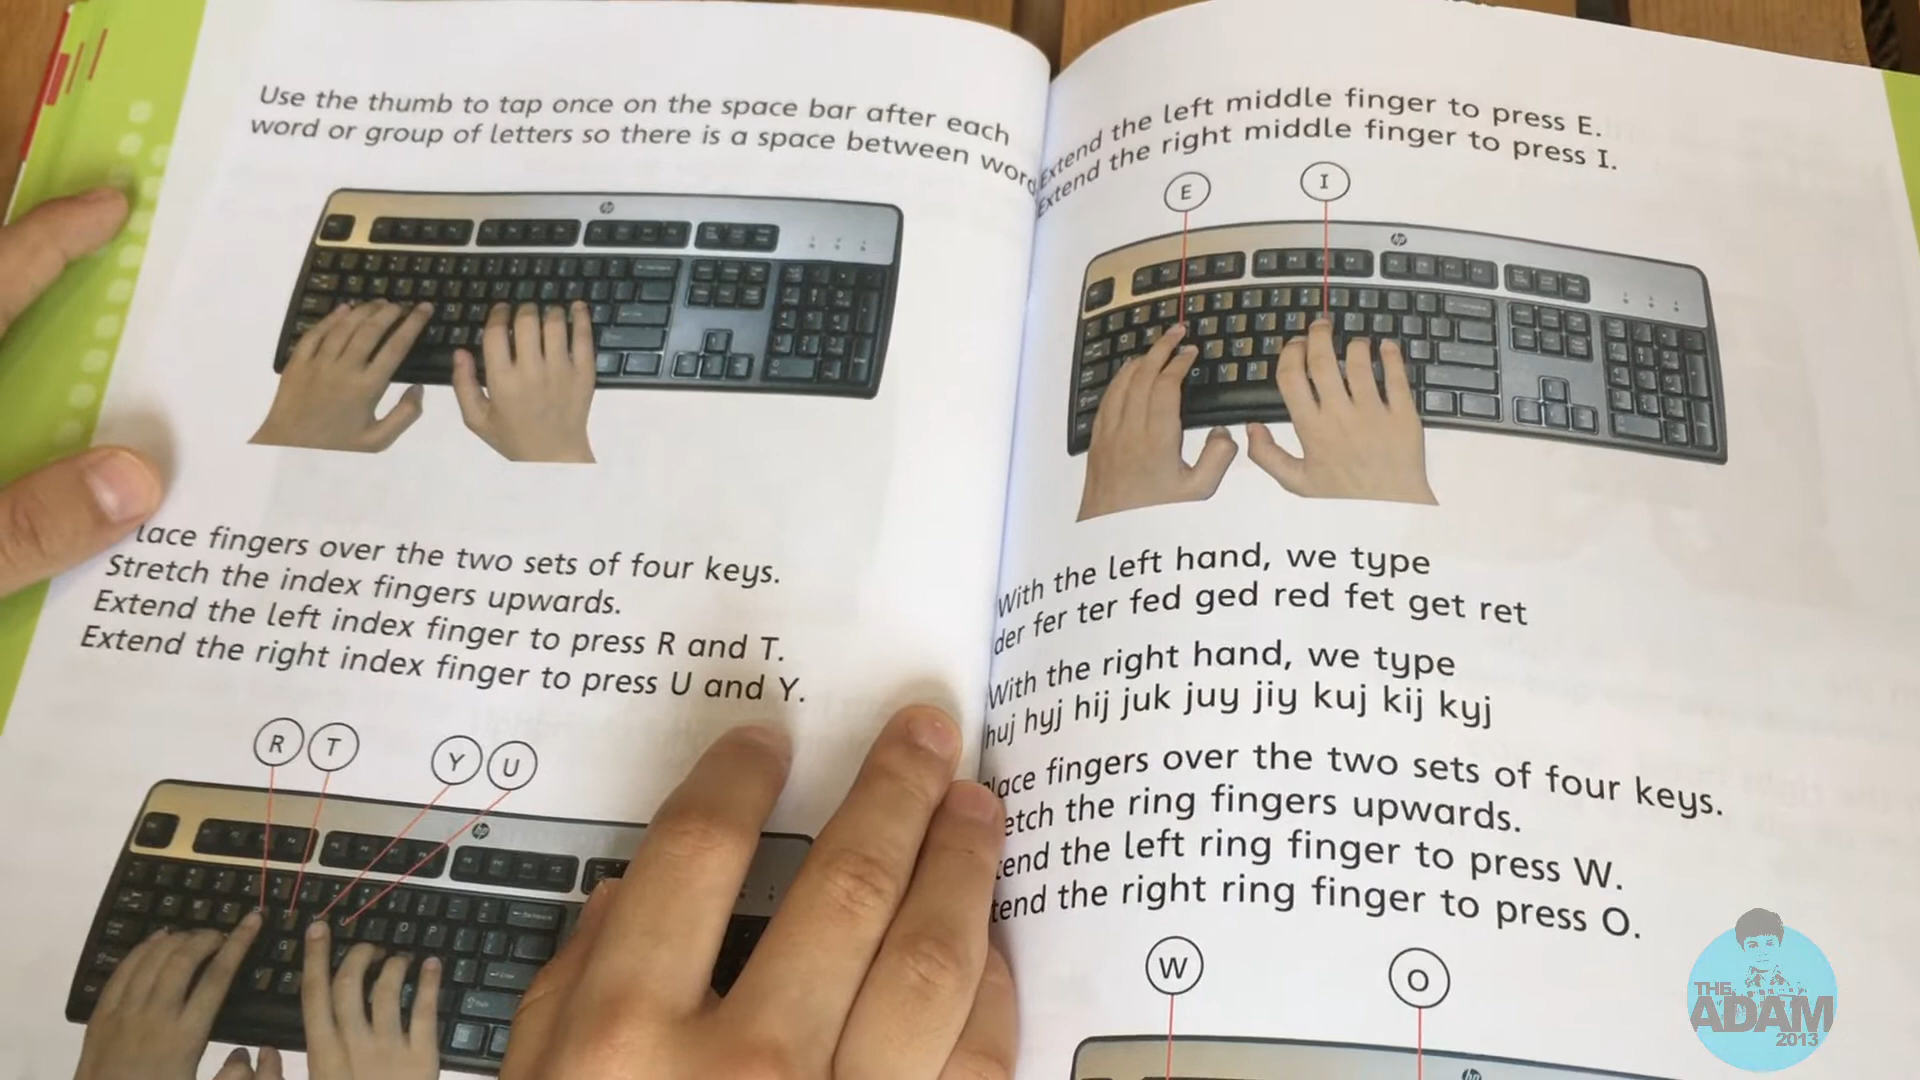 Use the thumb to tap once on the space bar after each
word or group of letters so there is a space between word
lace fingers over the two sets of four keys.
Stretch the index fingers upwards.
Extend the left index finger to press R and T.
Extend the right index finger to press U and Y.
R T Y U
Extend the left middle finger to press E.
Extend the right middle finger to press I.
E I
With the left hand, we type
der fer ter fed ged red fet get ret
With the right hand, we type
huj hyj hij juk juy jiy kuj kij kyj
lace fingers over the two sets of four keys.
etch the ring fingers upwards.
tend the left ring finger to press W.
tend the right ring finger to press O.
W O
THE
ADAM
2013